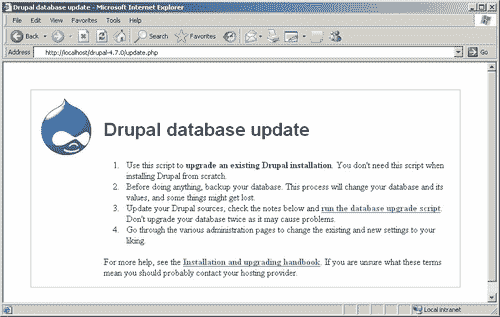 Drupal database update - Microsoft Internet Explorer
File Edit View Favorites Tools Help
Back Search Favorites
Address http://localhost/drupal-4.7.0/update.php Go
Drupal database update
1. Use this script to upgrade an existing Drupal installation. You don't need this script when
installing Drupal from scratch.
2. Before doing anything, backup your database. This process will change your database and its
values, and some things might get lost.
3. Update your Drupal sources, check the notes below and run the database upgrade script.
Don't upgrade your database twice as it may cause problems.
4. Go through the various administration pages to change the existing and new settings to your
liking.
For more help, see the Installation and upgrading handbook. If you are unsure what these terms
mean you should probably contact your hosting provider.
Local intranet